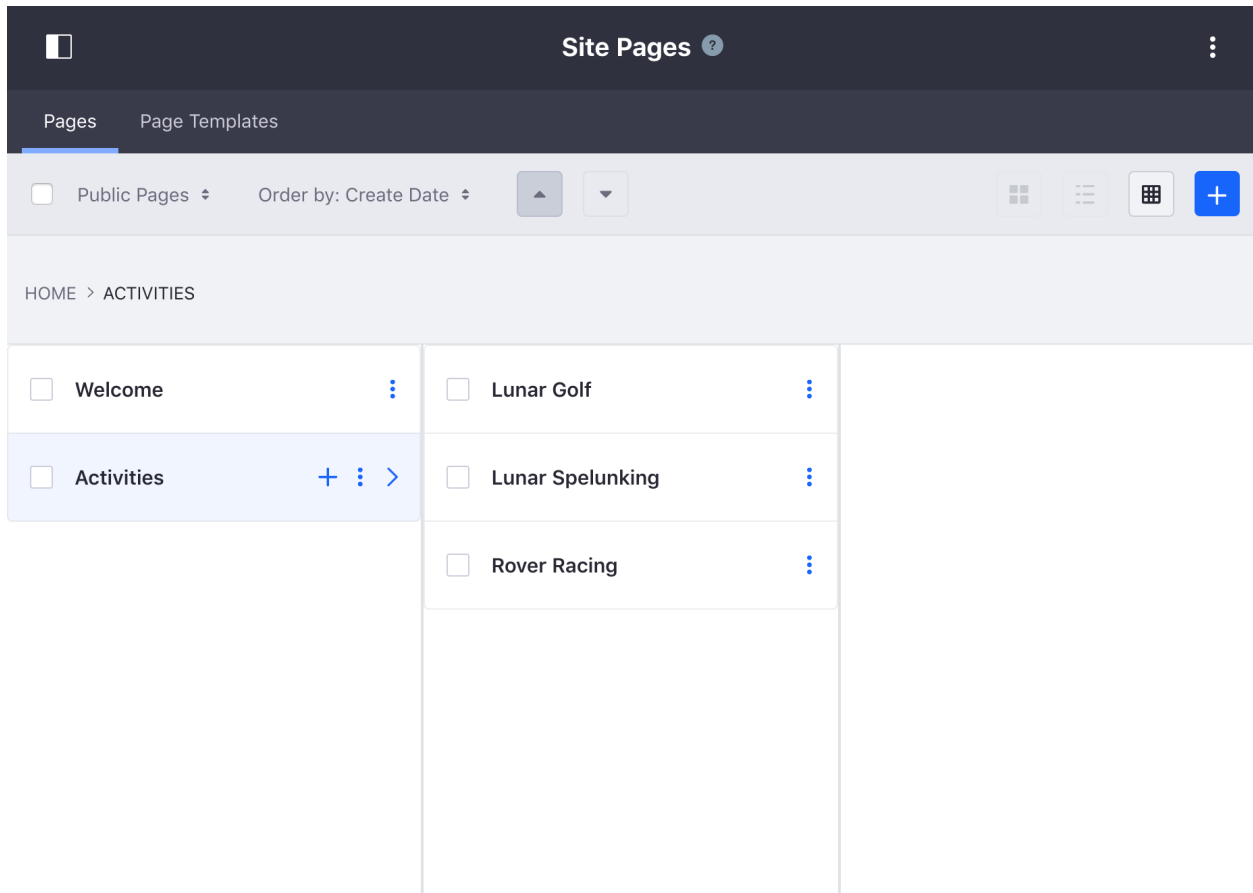 Site Pages ?
Pages Page Templates
Public Pages Order by: Create Date
HOME > ACTIVITIES
Welcome
Activities
Lunar Golf
Lunar Spelunking
Rover Racing